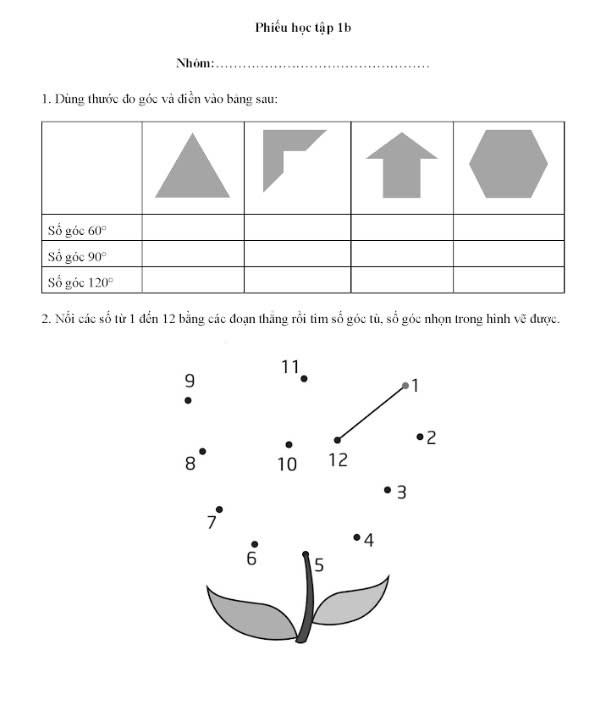 Phiếu học tập 1b
Nhóm:................................................
1. Dùng thước đo góc và điền vào bảng sau:
Số góc 60°
Số góc 90°
Số góc 120°
2. Nối các số từ 1 đến 12 bằng các đoạn thẳng rồi tìm số góc tù, số góc nhọn trong hình vẽ được.
11
9
1
2
8
10
12
3
7
4
6
5